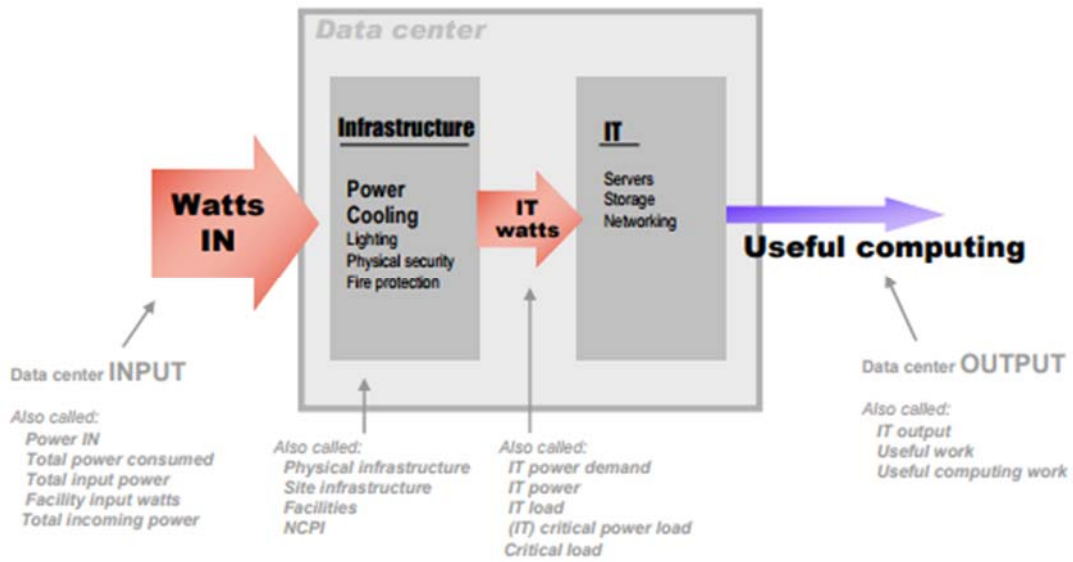 Data center
Infrastructure
Power
Cooling
Lighting
Physical security
Fire protection
IT
Servers
Storage
Networking
Watts
IN
IT
watts
Useful computing
Data center INPUT
Also called:
Power IN
Total power consumed
Total input power
Facility input watts
Total incoming power
Also called:
Physical infrastructure
Site infrastructure
Facilities
NCPI
Also called:
IT power demand
IT power
IT load
(IT) critical power load
Critical load
Data center OUTPUT
Also called:
IT output
Useful work
Useful computing work